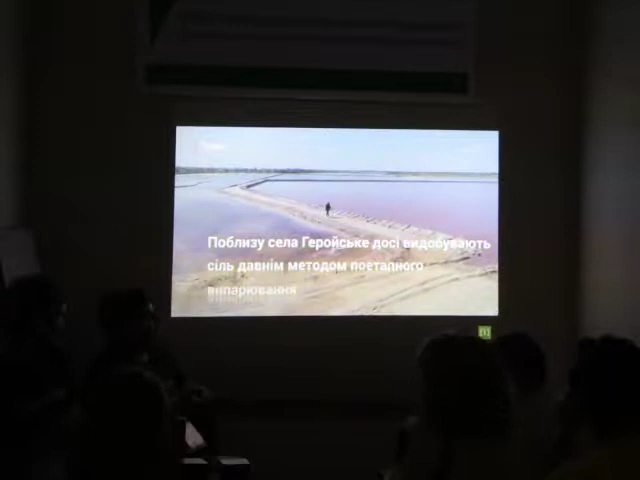 Поблизу села Геройське досі видобувають
сіль давнім методом поетапного
випарювання